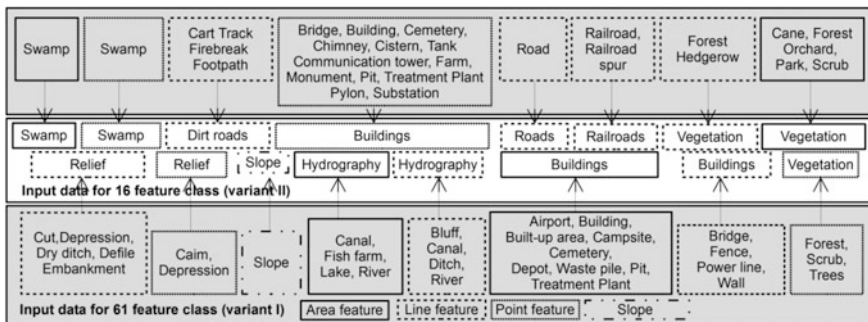 Swamp
Swamp
Cart Track
Firebreak
Footpath
Bridge, Building, Cemetery,
Chimney, Cistern, Tank
Communication tower, Farm,
Monument, Pit, Treatment Plant
Pylon, Substation
Road
Railroad,
Railroad
spur
Forest
Hedgerow
Cane, Forest
Orchard,
Park, Scrub
Swamp
Swamp
Dirt roads
Buildings
Roads
Railroads
Vegetation
Vegetation
Relief
Relief
Slope
Hydrography
Hydrography
Buildings
Buildings
Vegetation
Input data for 16 feature class (variant II)
Cut,Depression,
Dry ditch, Defile
Embankment
Caim,
Depression
Slope
Canal,
Fish farm,
Lake, River
Bluff,
Canal,
Ditch,
River
Airport, Building,
Built-up area, Campsite,
Cemetery,
Depot, Waste pile, Pit,
Treatment Plant
Bridge,
Fence,
Power line,
Wall
Forest,
Scrub,
Trees
Input data for 61 feature class (variant I)
Area feature
Line feature
Point feature
Slope